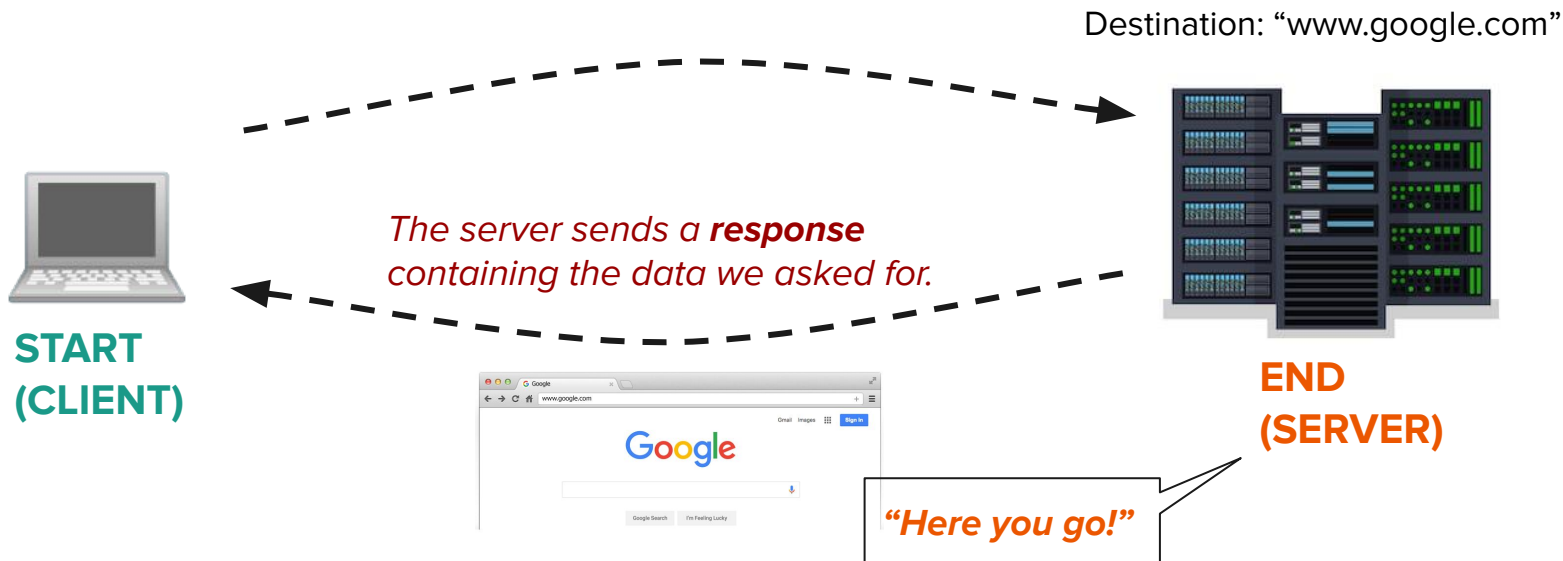 Destination: “www.google.com”
The server sends a response
containing the data we asked for.
START
(CLIENT)
END
(SERVER)
G Google
www.google.com
Gmail Images Sign in
Google
Google Search I'm Feeling Lucky
“Here you go!”